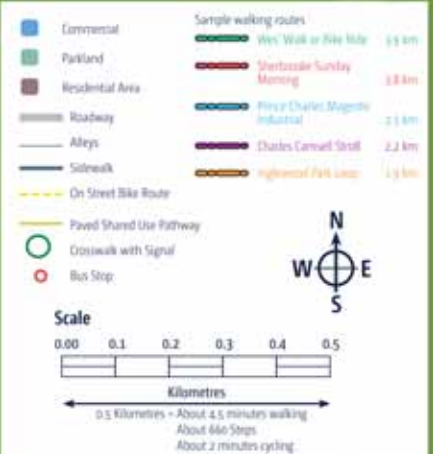 Commercial
Parkland
Residential Area
Roadway
Alleys
Sidewalk
On Street Bike Route
Paved Shared Use Pathway
Crosswalk with Signal
Bus Stop
Sample walking routes
Wes' Walk or Bike Ride 3.5 km
Sherbrooke Sunday
Morning 3.8 km
Prince Charles Magestic
Industrial 2.5 km
Charles Camsell Stroll 2.2 km
Inglewood Park Loop 1.9 km
N
W E
S
Scale
0.00 0.1 0.2 0.3 0.4 0.5
Kilometres
0.5 Kilometres = About 4.5 minutes walking
About 660 Steps
About 2 minutes cycling